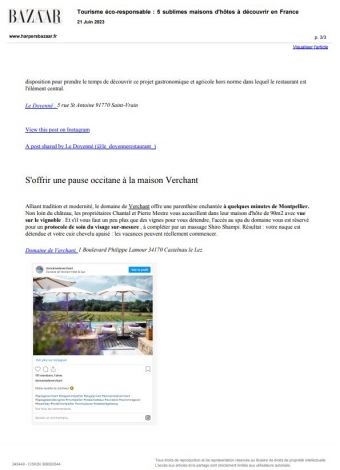 BAZAAR
Tourisme éco-responsable : 5 sublimes maisons d'hôtes à découvrir en France
21 Juin 2023
www.harpersbazaar.fr
p. 3/3
Visualiser l'article
disposition pour prendre le temps de découvrir ce projet gastronomique et agricole hors norme dans lequel le restaurant est
l'élément central.
Le Doyenné, 5 rue St Antoine 91770 Saint-Vrain
View this post on Instagram
A post shared by Le Doyenné (@le_doyennerestaurant_)
S'offrir une pause occitane à la maison Verchant
Alliant tradition et modernité, le domaine de Verchant offre une parenthèse enchantée à quelques minutes de Montpellier.
Non loin du château, les propriétaires Chantal et Pierre Mestre vous accueillent dans leur maison d'hôte de 90m2 avec vue
sur le vignoble. Et s'il vous faut un peu plus que des vignes pour vous détendre, l'accès au spa du domaine vous est réservé
pour un protocole de soin du visage sur-mesure, à compléter par un massage Shiro Shampi. Résultat : votre nuque est
détendue et votre cuir chevelu apaisé : les vacances peuvent réellement commencer.
Domaine de Verchant, 1 Boulevard Philippe Lamour 34170 Castelnau le Lez
Voir le profil
Voir plus sur Instagram
Tous droits de reproduction et de représentation réservés au titulaire de droits de propriété intellectuelle
L'accès aux articles et le partage sont strictement limités aux utilisateurs autorisés.